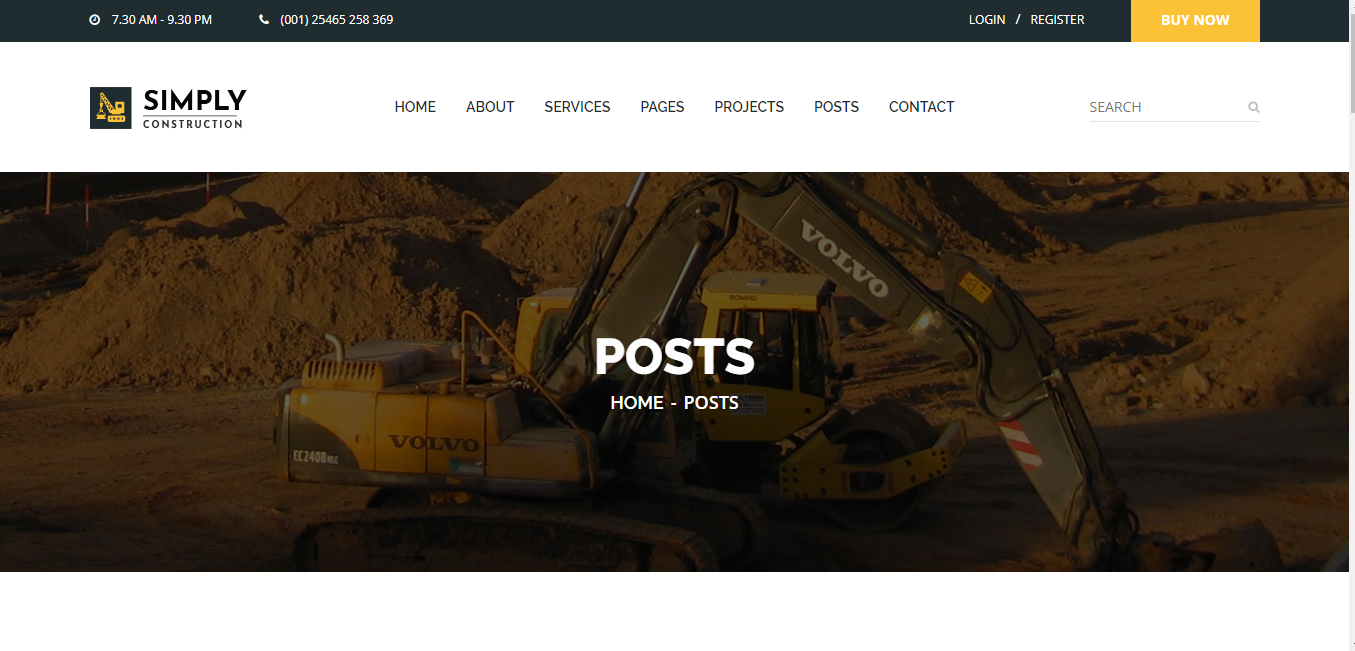 7.30 AM - 9.30 PM (001) 25465 258 369 LOGIN / REGISTER BUY NOW
SIMPLY
CONSTRUCTION
HOME ABOUT SERVICES PAGES PROJECTS POSTS CONTACT SEARCH
VOLVO
BOMAG
POSTS
HOME - POSTS
VOLVO
EC240B NLC